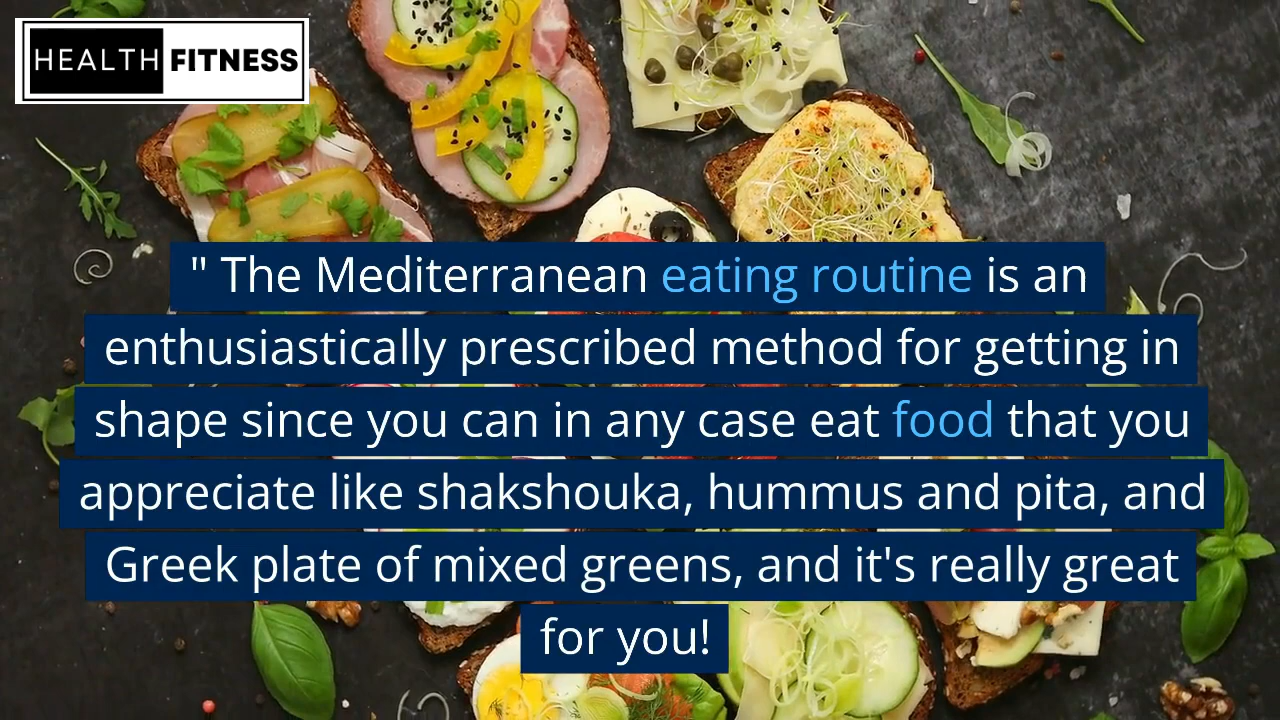 HEALTH FITNESS
" The Mediterranean eating routine is an
enthusiastically prescribed method for getting in
shape since you can in any case eat food that you
appreciate like shakshouka, hummus and pita, and
Greek plate of mixed greens, and it's really great
for you!